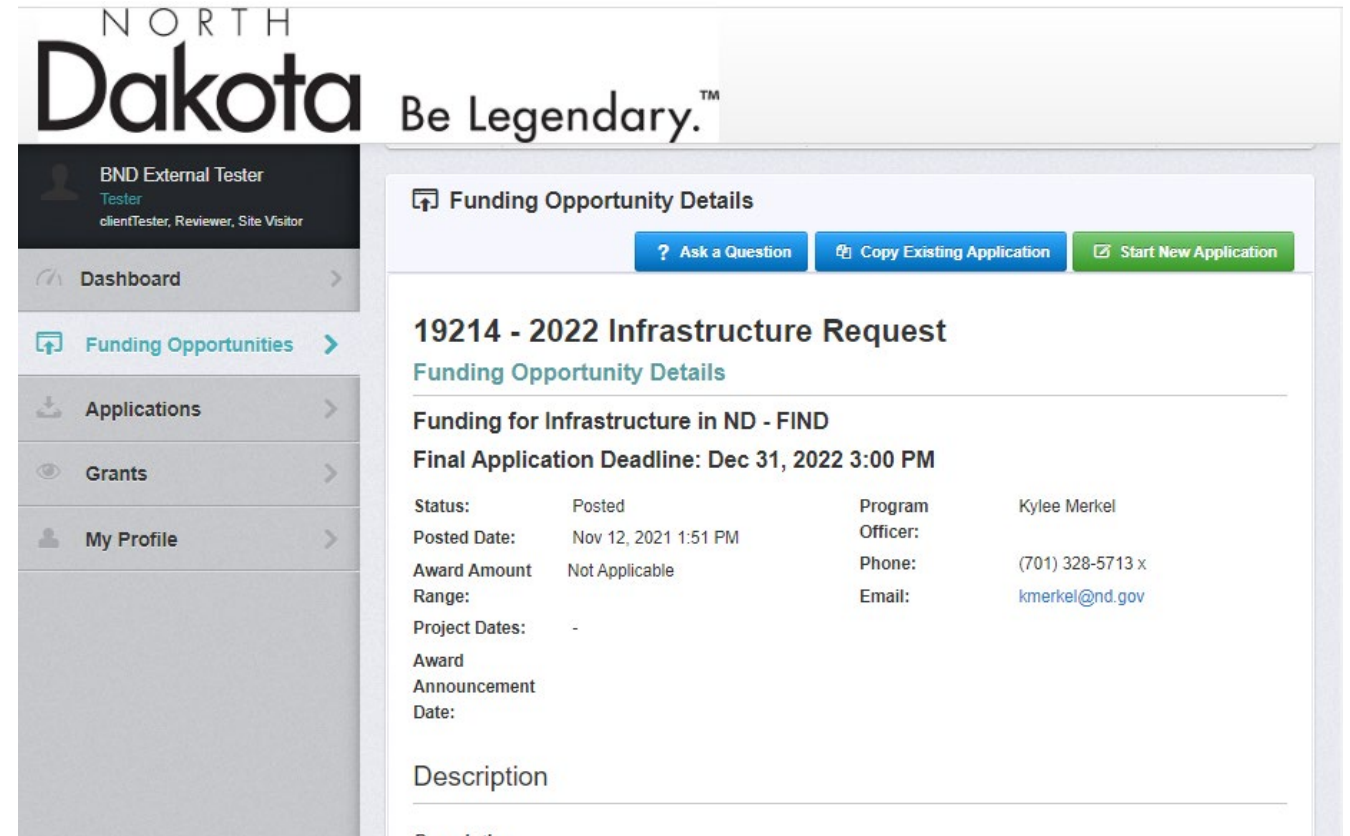 NORTH
Dakota Be Legendary.™
BND External Tester
Tester
clientTester, Reviewer, Site Visitor
Dashboard
Funding Opportunities
Applications
Grants
My Profile
Funding Opportunity Details
? Ask a Question
Copy Existing Application
Start New Application
19214 - 2022 Infrastructure Request
Funding Opportunity Details
Funding for Infrastructure in ND - FIND
Final Application Deadline: Dec 31, 2022 3:00 PM
Status: Posted
Posted Date: Nov 12, 2021 1:51 PM
Award Amount Not Applicable
Range:
Project Dates: -
Award
Announcement
Date:
Program Kylee Merkel
Officer:
Phone: (701) 328-5713 x
Email: kmerkel@nd.gov
Description